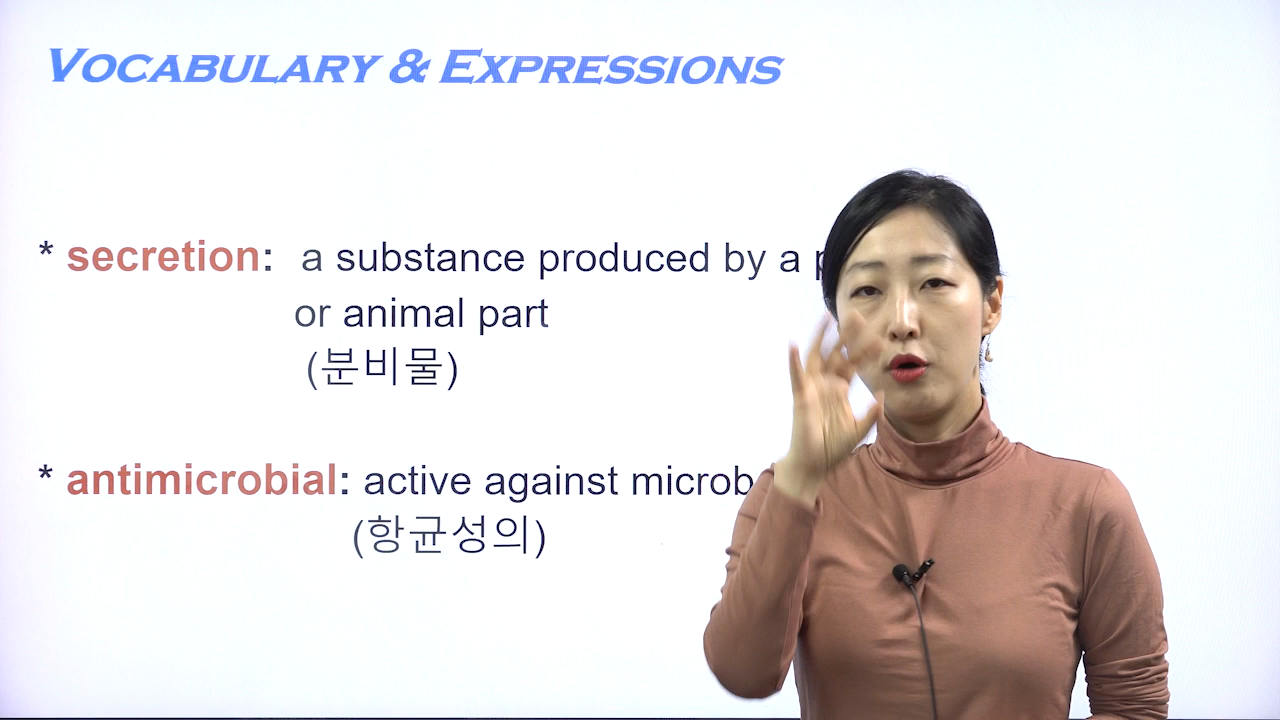 VOCABULARY & EXPRESSIONS
* secretion: a substance produced by a
or animal part
(분비물)
* antimicrobial: active against
(항균성의)